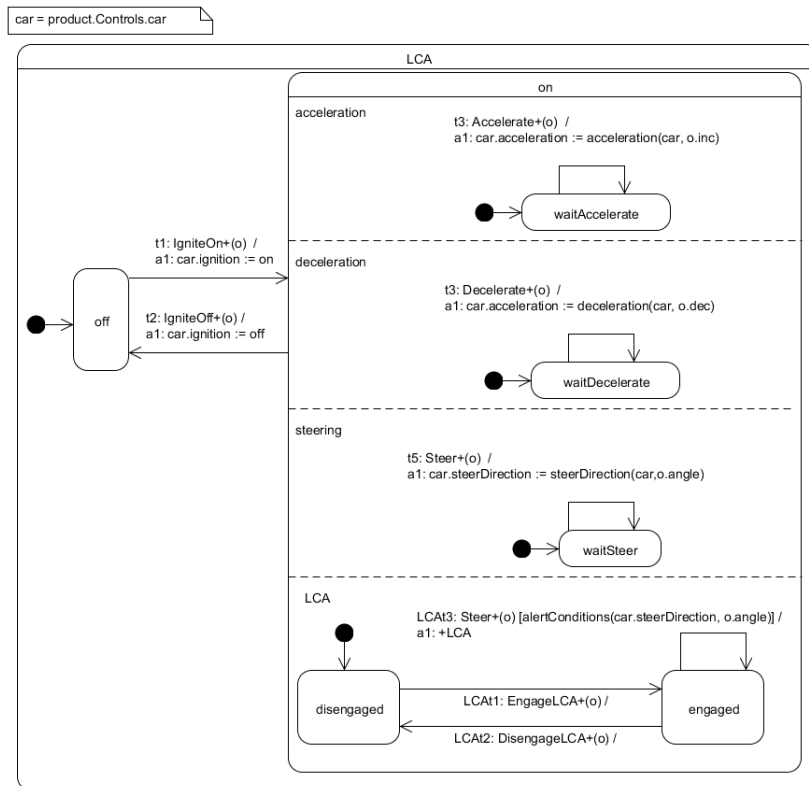 car = product.Controls.car
LCA
on
acceleration
t3: Accelerate+(o) /
a1: car.acceleration := acceleration(car, o.inc)
waitAccelerate
t1: IgniteOn+(o) /
a1: car.ignition := on
deceleration
t3: Decelerate+(o) /
a1: car.acceleration := deceleration(car, o.dec)
off
t2: IgniteOff+(o) /
a1: car.ignition := off
waitDecelerate
steering
t5: Steer+(o) /
a1: car.steerDirection := steerDirection(car,o.angle)
waitSteer
LCA
LCAt3: Steer+(o) [alertConditions(car.steerDirection, o.angle)] /
a1: +LCA
disengaged
LCAt1: EngageLCA+(o) /
engaged
LCAt2: DisengageLCA+(o) /